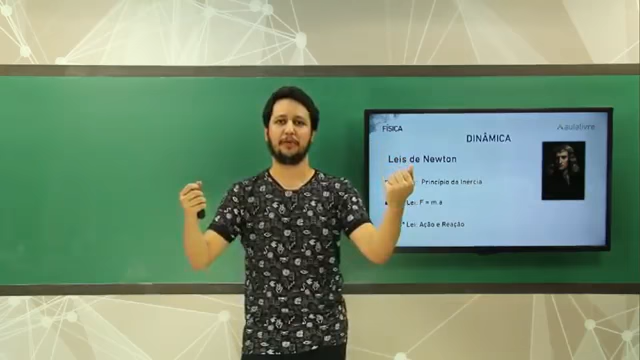 FÍSICA
Aulalivre
DINÂMICA
Leis de Newton
Princípio da Inércia
Lei: F = m.a
ª Lei: Ação e Reação